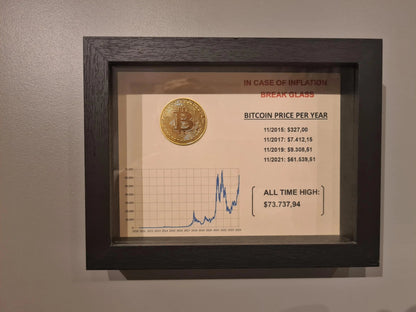 IN CASE OF INFLATION
BREAK GLASS
BITCOIN PRICE PER YEAR
11/2015: $327,00
11/2017: $7.412,15
11/2019: $9.308,51
11/2021: $61.539,51
ALL TIME HIGH:
$73.737,94